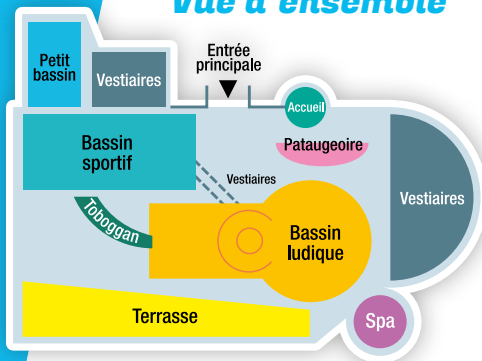 Vue d'ensemble
Petit
bassin
Vestiaires
Entrée
principale
Accueil
Bassin
sportif
Pataugeoire
Vestiaires
Vestiaires
Toboggan
Bassin
ludique
Terrasse
Spa